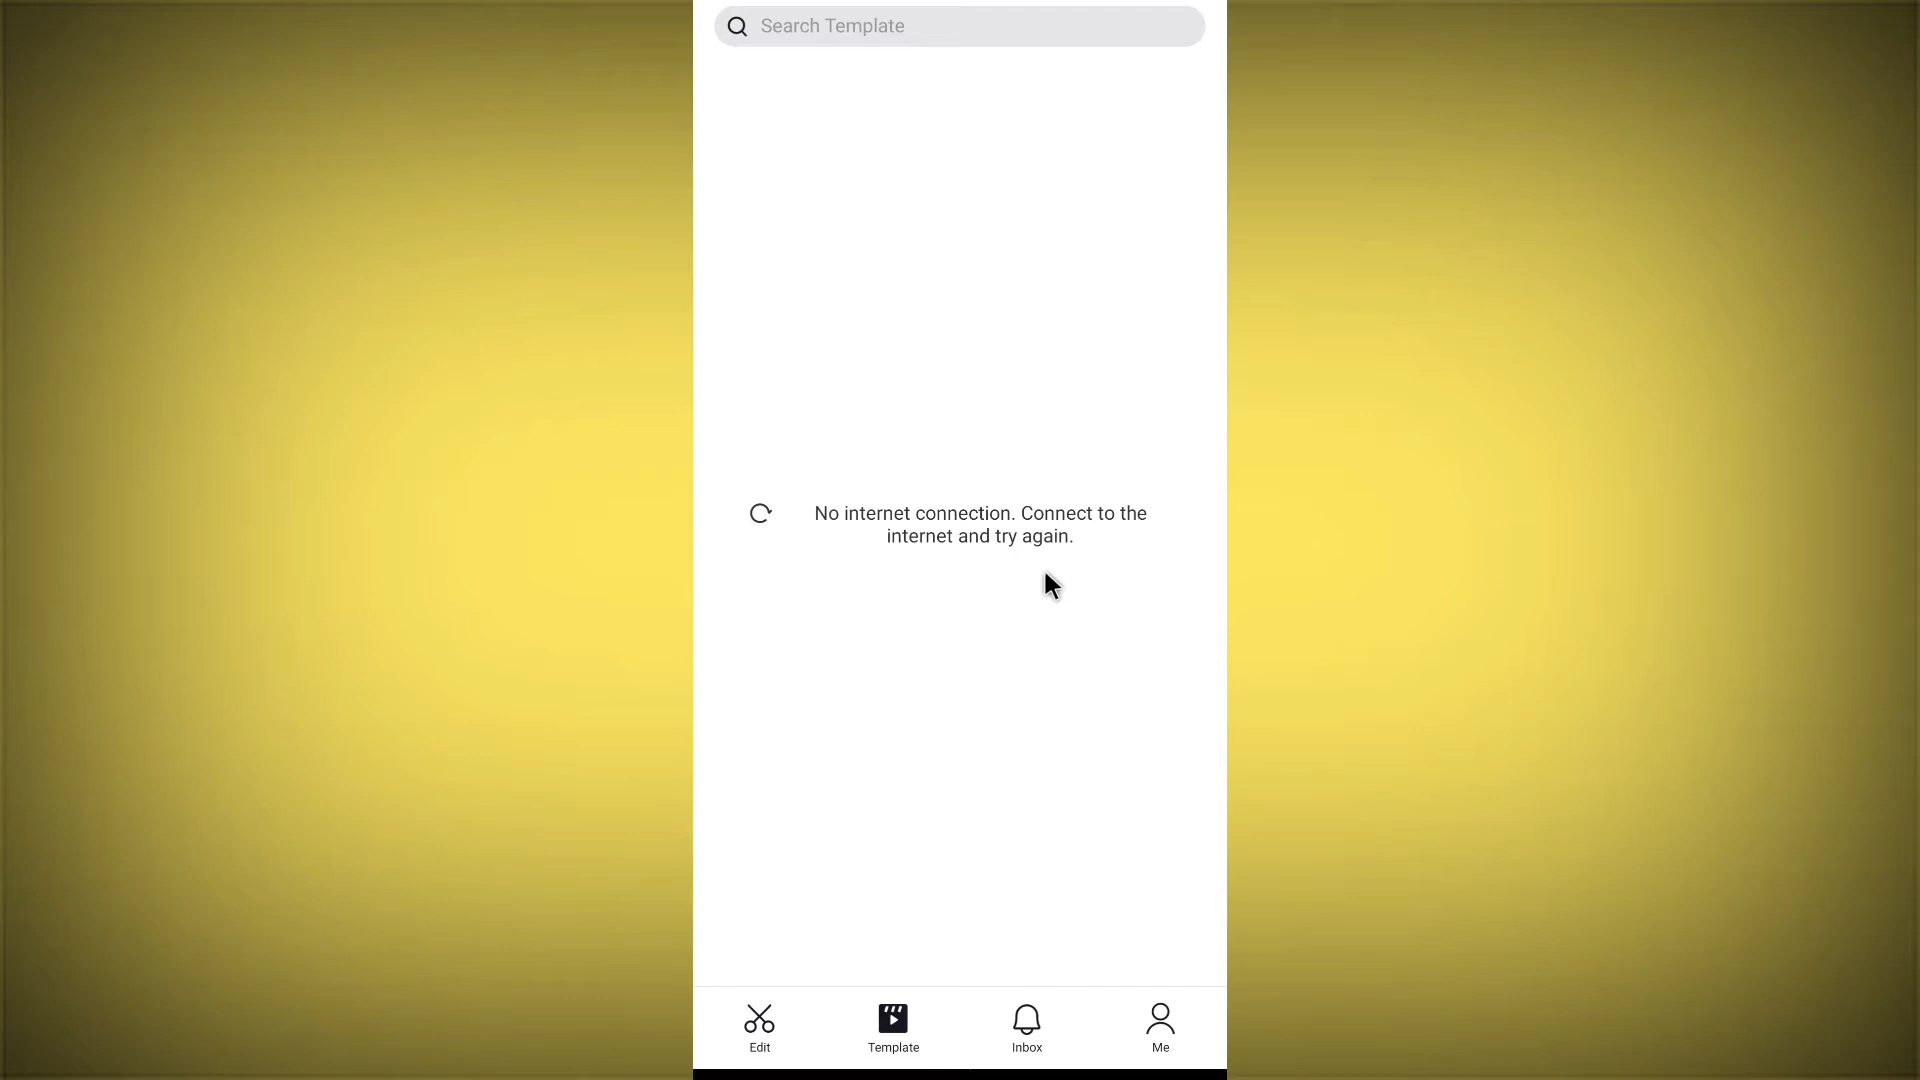 Search Template
No internet connection. Connect to the
internet and try again.
Edit
Template
Inbox
Me